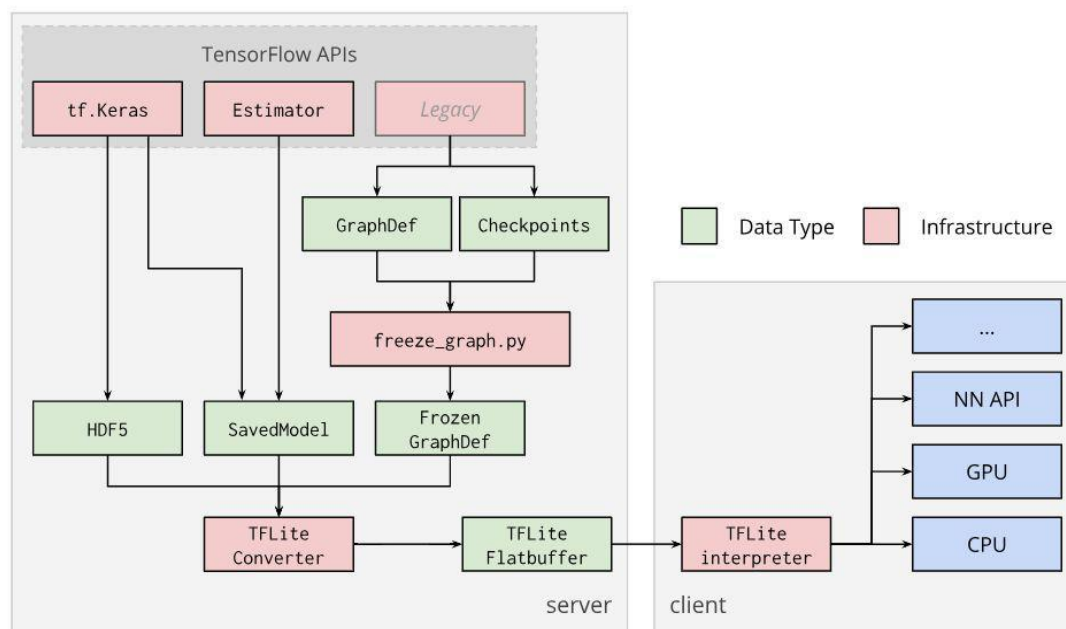 TensorFlow APIs
tf.Keras
Estimator
Legacy
GraphDef
Checkpoints
Data Type
Infrastructure
freeze_graph.py
...
HDF5
SavedModel
Frozen
GraphDef
NN API
GPU
TFLite
Converter
TFLite
Flatbuffer
TFLite
interpreter
CPU
server
client